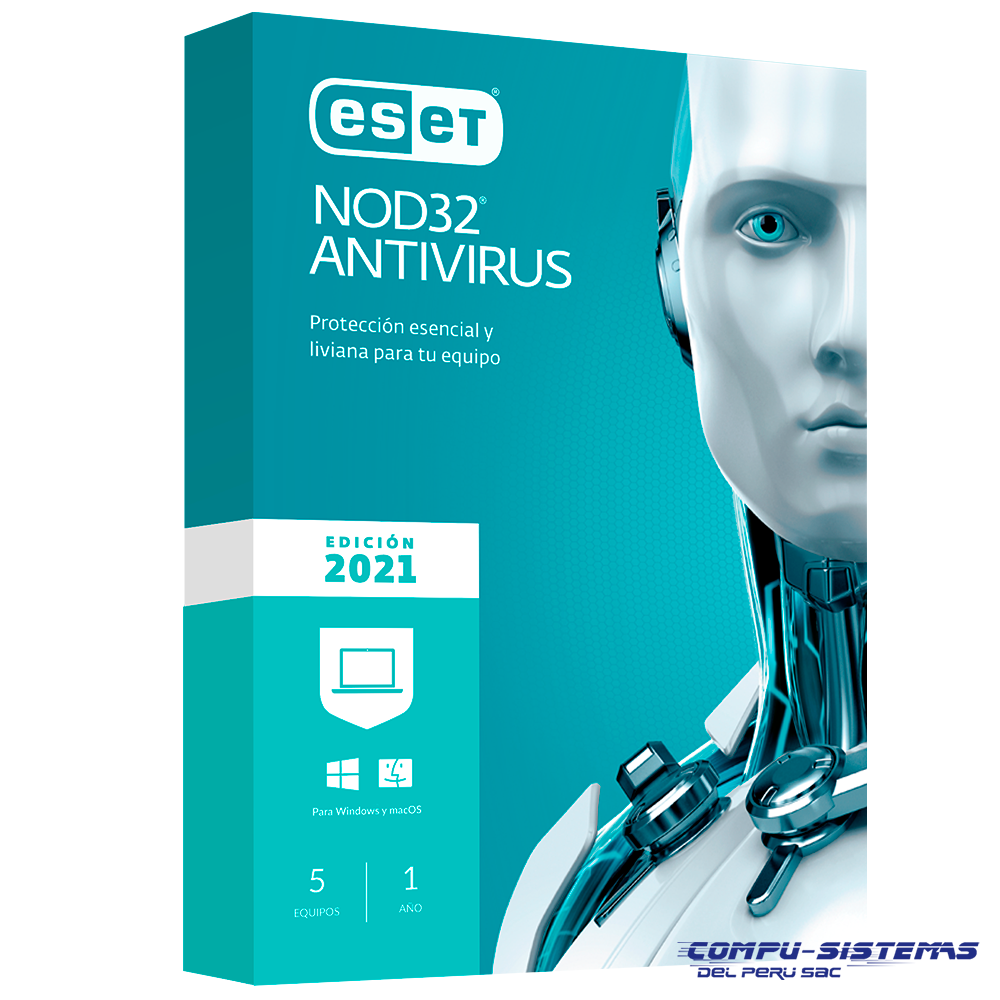 eseT®
NOD32®
ANTIVIRUS
Protección esencial y
liviana para tu equipo
EDICIÓN
2021
Para Windows y macOS
5
EQUIPOS
1
AÑO
COMPU-SISTEMAS
DEL PERU SAC